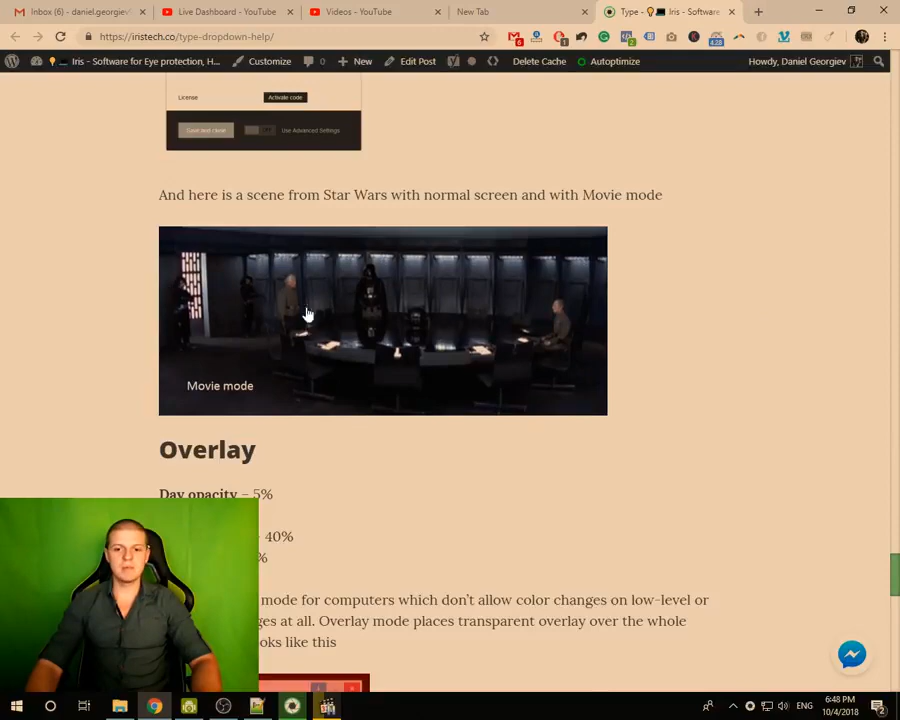 Inbox (6) - daniel.georgiev
Live Dashboard - YouTube
Videos - YouTube
New Tab
Type - Iris - Software
https://iristech.co/type-dropdown-help/
Iris - Software for Eye protection, H...
Customize
0
New
Edit Post
Delete Cache
Autoptimize
Howdy, Daniel Georgiev
License
Activate code
Save and close
Use Advanced Settings
And here is a scene from Star Wars with normal screen and with Movie mode
Movie mode
Overlay
Day opacity – 5%
– 40%
%
mode for computers which don’t allow color changes on low-level or
ges at all. Overlay mode places transparent overlay over the whole
ooks like this
ENG
6:48 PM
10/4/2018
2